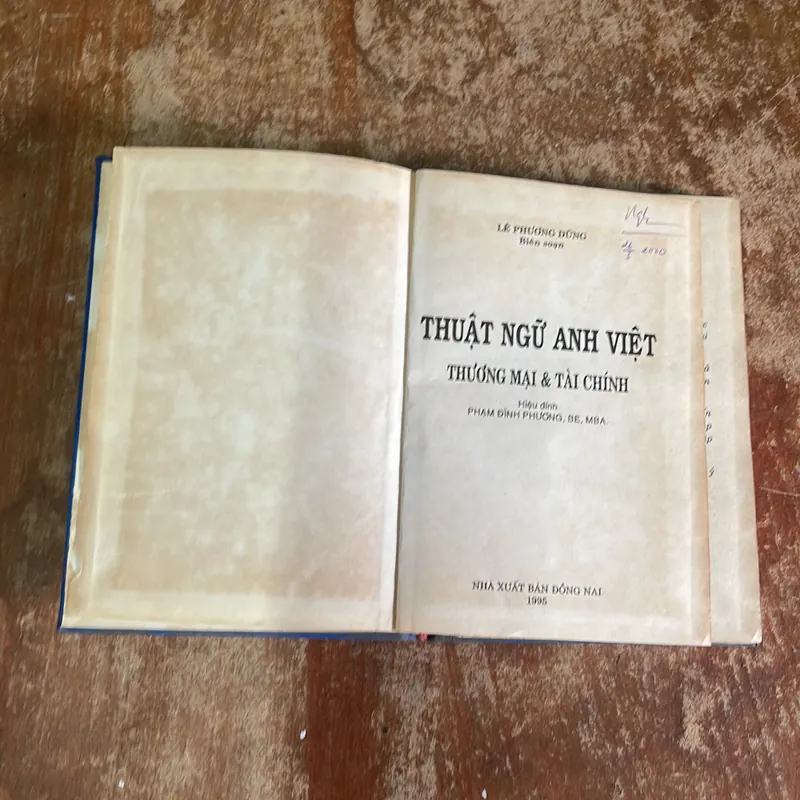 LÊ PHƯƠNG DŨNG
Biên soạn
2000
THUẬT NGỮ ANH VIỆT
THƯƠNG MẠI & TÀI CHÍNH
Hiệu đính
PHẠM ĐÌNH PHƯƠNG, BE, MBA.
NHÀ XUẤT BẢN ĐỒNG NAI
1995